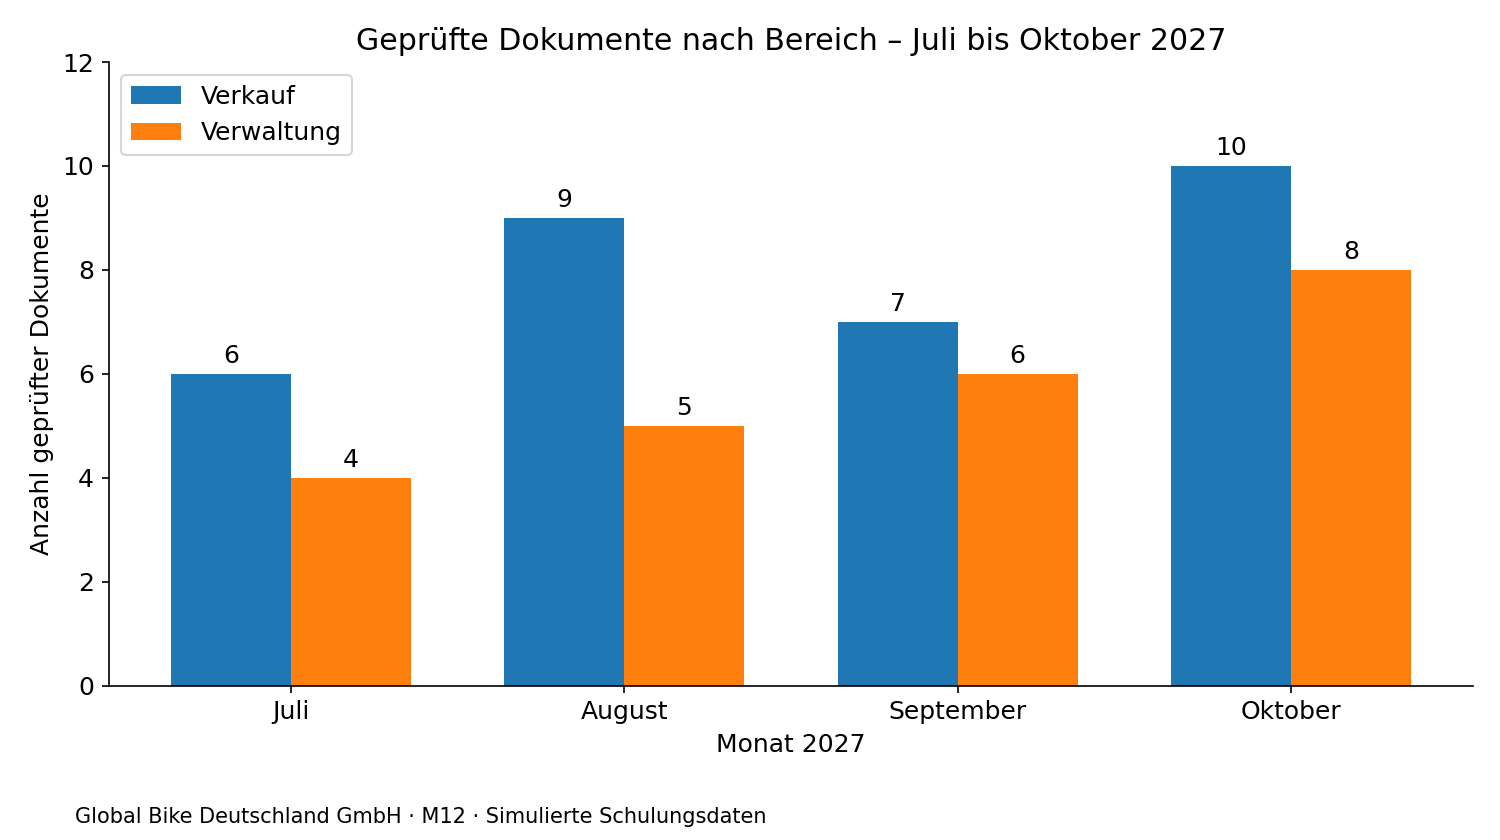 Geprüfte Dokumente nach Bereich – Juli bis Oktober 2027
Verkauf
Verwaltung
Anzahl geprüfter Dokumente
12
10
8
6
4
2
0
6
4
9
5
7
6
10
8
Juli
August
September
Oktober
Monat 2027
Global Bike Deutschland GmbH · M12 · Simulierte Schulungsdaten